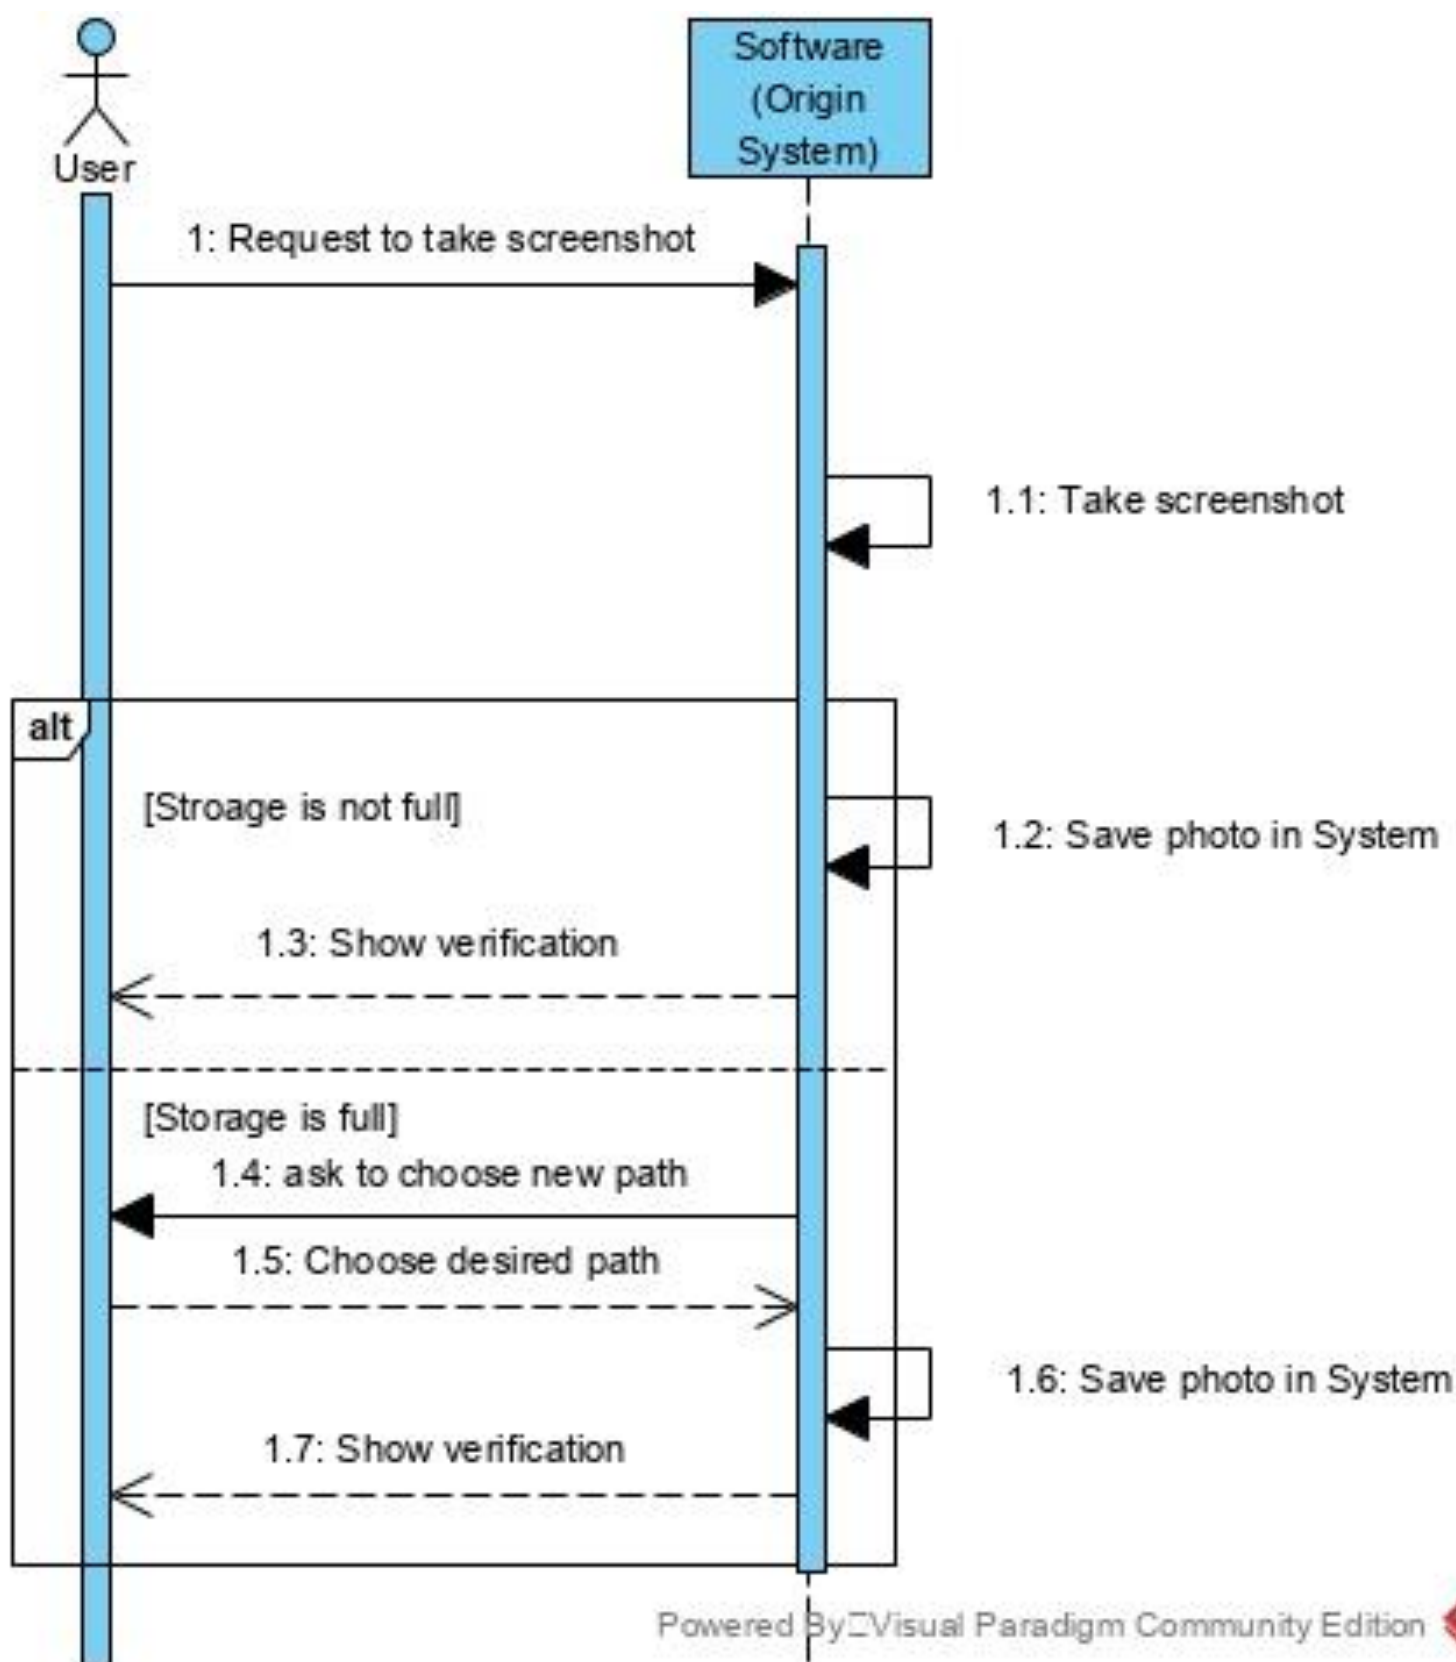 User
Software
(Origin
System)
1: Request to take screenshot
1.1: Take screenshot
alt
[Stroage is not full]
1.2: Save photo in System
1.3: Show verification
[Storage is full]
1.4: ask to choose new path
1.5: Choose desired path
1.6: Save photo in System
1.7: Show verification
Powered By□Visual Paradigm Community Edition